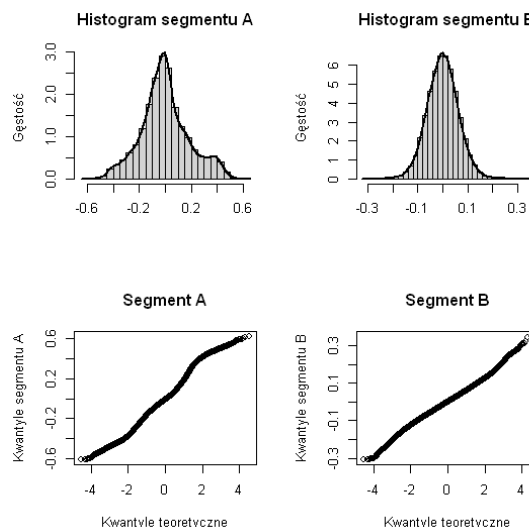 Histogram segmentu A
Gęstość
0.0 1.0 2.0 3.0
-0.6 -0.2 0.2 0.6
Histogram segmentu B
Gęstość
0 1 2 3 4 5 6
-0.3 -0.1 0.1 0.3
Segment A
Kwantyle segmentu A
-0.6 -0.2 0.2 0.6
-4 -2 0 2 4
Kwantyle teoretyczne
Segment B
Kwantyle segmentu B
-0.3 -0.1 0.1 0.3
-4 -2 0 2 4
Kwantyle teoretyczne